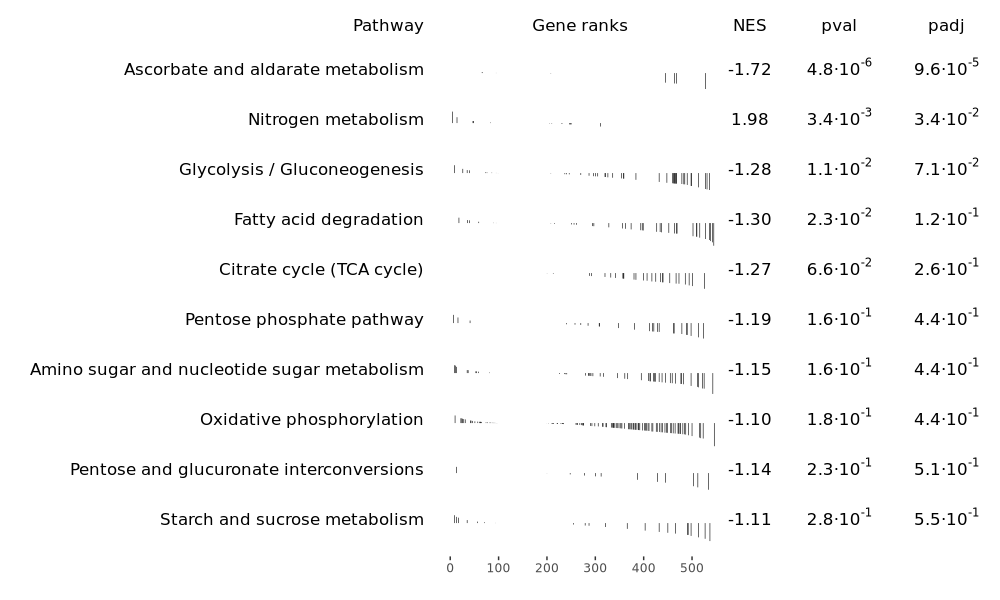 Pathway Gene ranks NES pval padj
Ascorbate and aldarate metabolism -1.72 4.8·10⁻⁶ 9.6·10⁻⁵
Nitrogen metabolism 1.98 3.4·10⁻³ 3.4·10⁻²
Glycolysis / Gluconeogenesis -1.28 1.1·10⁻² 7.1·10⁻²
Fatty acid degradation -1.30 2.3·10⁻² 1.2·10⁻¹
Citrate cycle (TCA cycle) -1.27 6.6·10⁻² 2.6·10⁻¹
Pentose phosphate pathway -1.19 1.6·10⁻¹ 4.4·10⁻¹
Amino sugar and nucleotide sugar metabolism -1.15 1.6·10⁻¹ 4.4·10⁻¹
Oxidative phosphorylation -1.10 1.8·10⁻¹ 4.4·10⁻¹
Pentose and glucuronate interconversions -1.14 2.3·10⁻¹ 5.1·10⁻¹
Starch and sucrose metabolism -1.11 2.8·10⁻¹ 5.5·10⁻¹
0 100 200 300 400 500